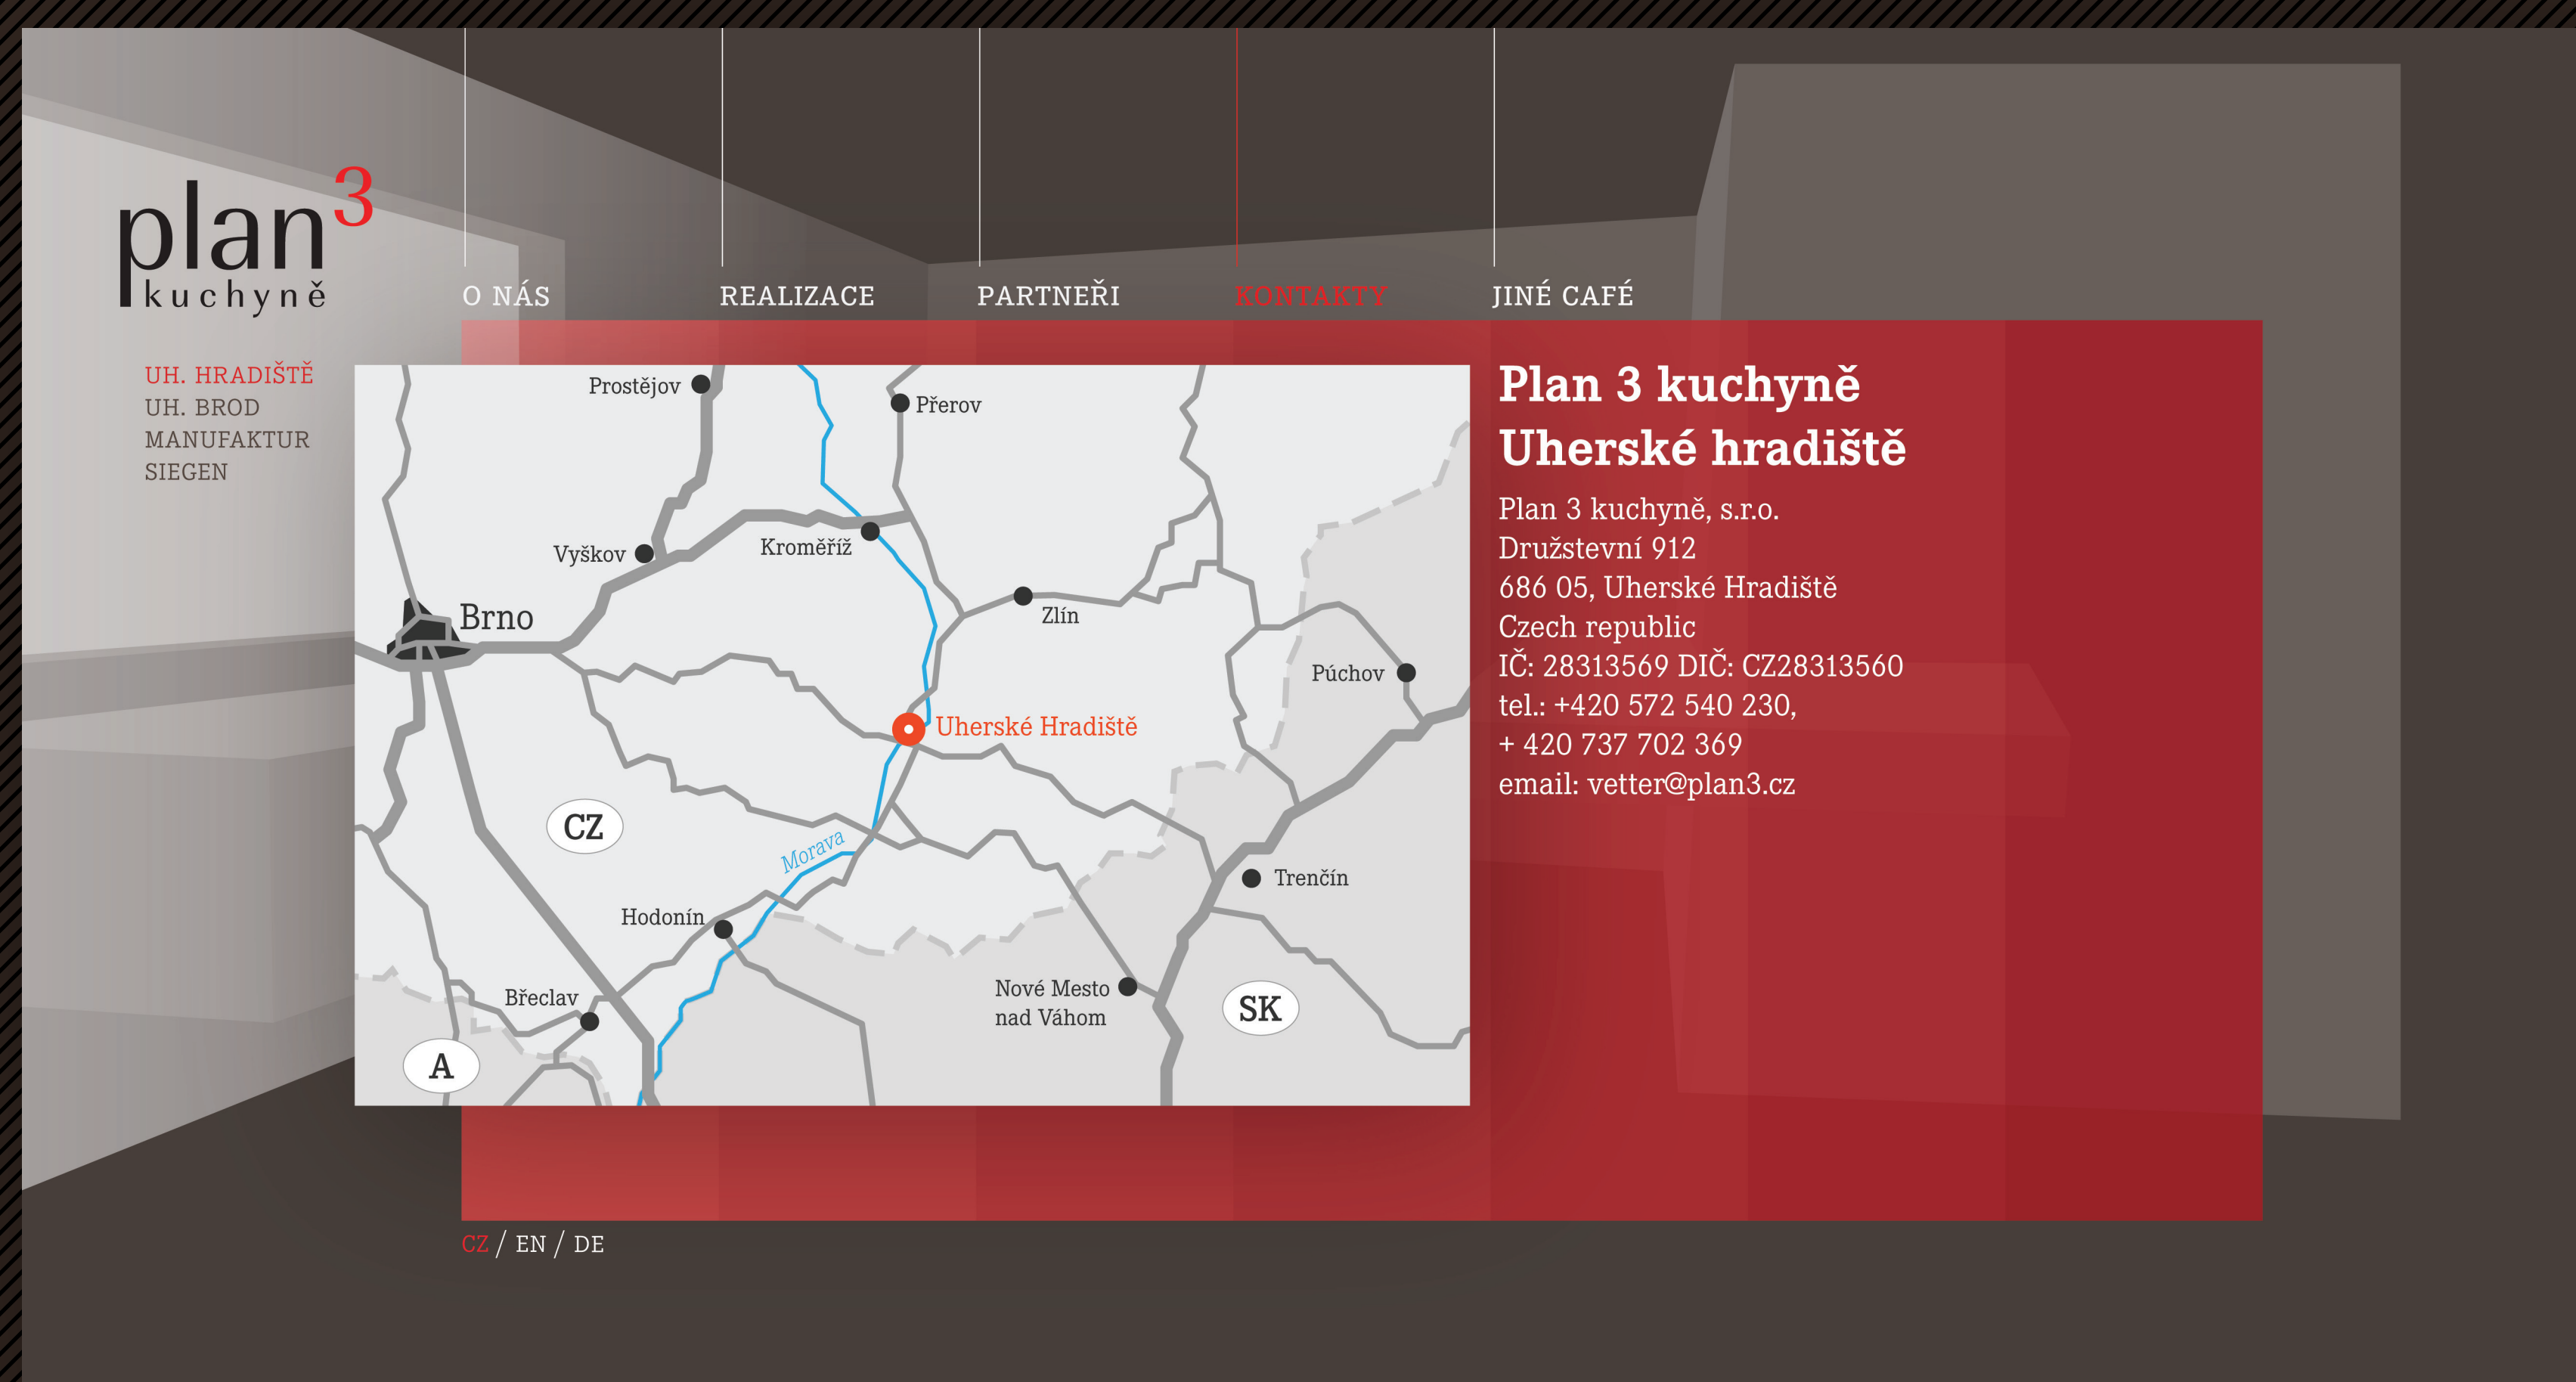 plan3
kuchyně
O NÁS
REALIZACE
PARTNEŘI
KONTAKTY
JINÉ CAFÉ
UH. HRADIŠTĚ
UH. BROD
MANUFAKTUR
SIEGEN
Prostějov
Přerov
Vyškov
Kroměříž
Brno
Zlín
Púchov
Uherské Hradiště
CZ
Morava
Trenčín
Hodonín
Břeclav
Nové Mesto
nad Váhom
SK
A
Plan 3 kuchyně
Uherské hradiště
Plan 3 kuchyně, s.r.o.
Družstevní 912
686 05, Uherské Hradiště
Czech republic
IČ: 28313569 DIČ: CZ28313560
tel.: +420 572 540 230,
+ 420 737 702 369
email: vetter@plan3.cz
CZ / EN / DE